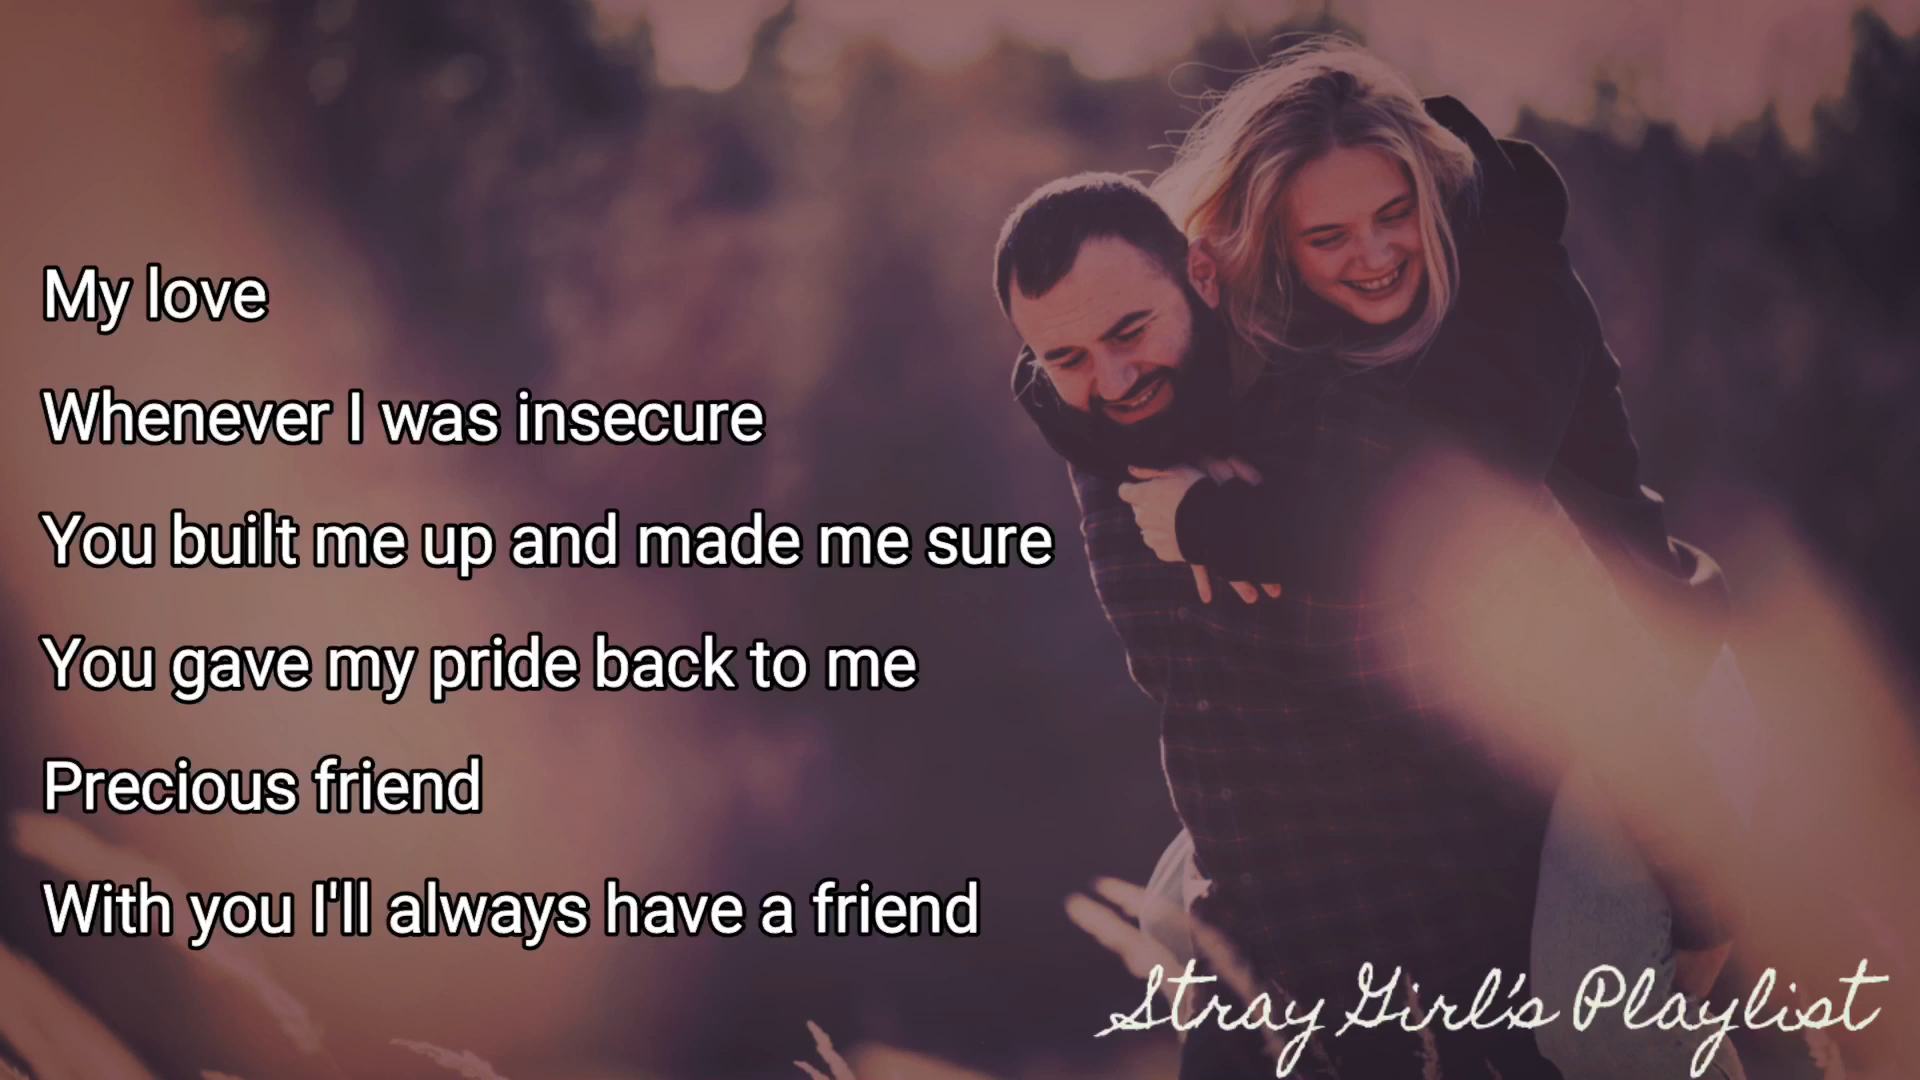 My love
Whenever I was insecure
You built me up and made me sure
You gave my pride back to me
Precious friend
With you I'll always have a friend
Stray Girl's Playlist